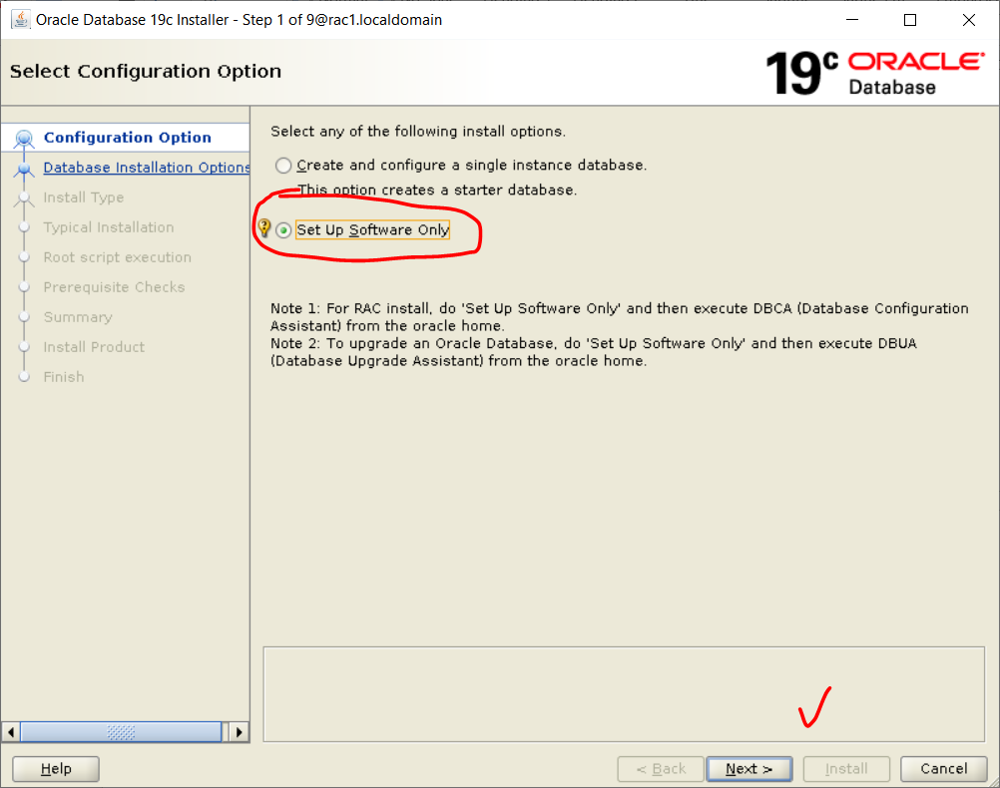 Oracle Database 19c Installer - Step 1 of 9@rac1.localdomain
Select Configuration Option
19c ORACLE
Database
Configuration Option
Database Installation Options
Install Type
Typical Installation
Root script execution
Prerequisite Checks
Summary
Install Product
Finish
Select any of the following install options.
Create and configure a single instance database.
This option creates a starter database.
Set Up Software Only
Note 1: For RAC install, do 'Set Up Software Only' and then execute DBCA (Database Configuration
Assistant) from the oracle home.
Note 2: To upgrade an Oracle Database, do 'Set Up Software Only' and then execute DBUA
(Database Upgrade Assistant) from the oracle home.
Help
< Back
Next >
Install
Cancel